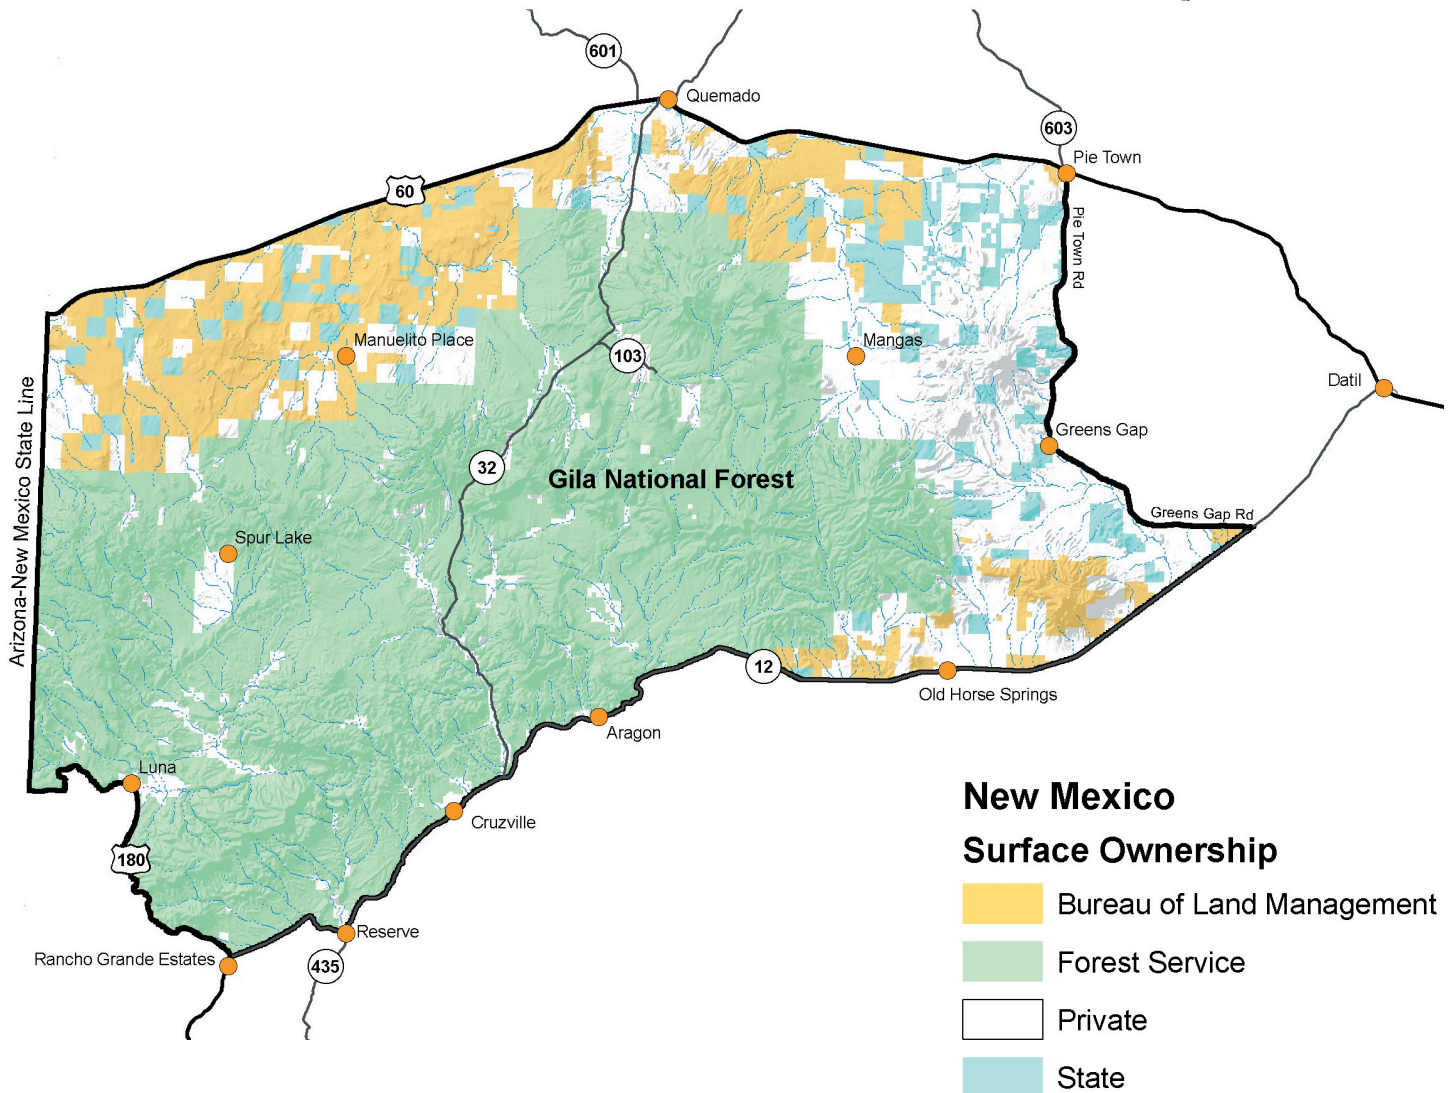 601
Quemado
603
Pie Town
60
Pie Town Rd
Manuelito Place
103
Mangas
Datil
Arizona-New Mexico State Line
Greens Gap
32
Gila National Forest
Greens Gap Rd
Spur Lake
12
Old Horse Springs
Aragon
Luna
Cruzville
180
Reserve
Rancho Grande Estates
435
New Mexico
Surface Ownership
Bureau of Land Management
Forest Service
Private
State